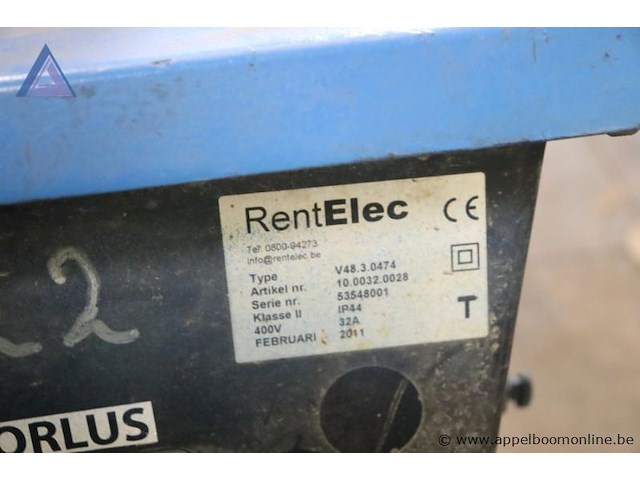 RentElec CE
Tel: 0800-94273
info@rentelec.be
Type V48.3.0474
Artikel nr. 10.0032.0028
Serie nr. 53548001
Klasse II IP44
400V 32A
FEBRUARI 2011
T
22
ORLUS
© www.appelboomonline.be